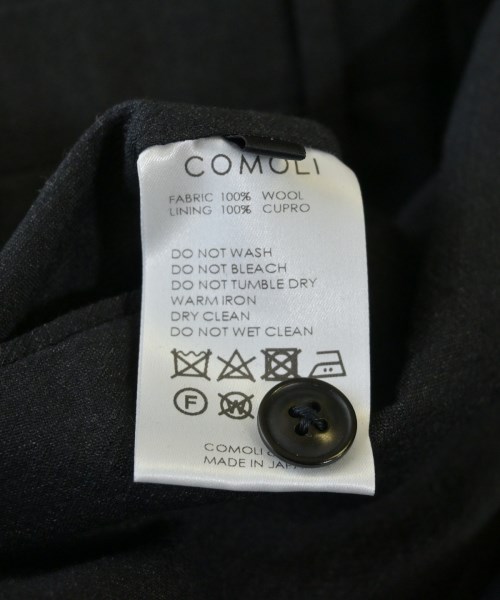 COMOLI
FABRIC 100% WOOL
LINING 100% CUPRO
DO NOT WASH
DO NOT BLEACH
DO NOT TUMBLE DRY
WARM IRON
DRY CLEAN
DO NOT WET CLEAN
F W
COMOLI
MADE IN